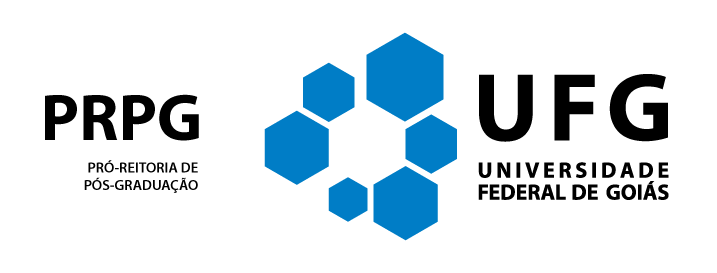 PRPG
PRÓ-REITORIA DE
PÓS-GRADUAÇÃO
UFG
UNIVERSIDADE
FEDERAL DE GOIÁS